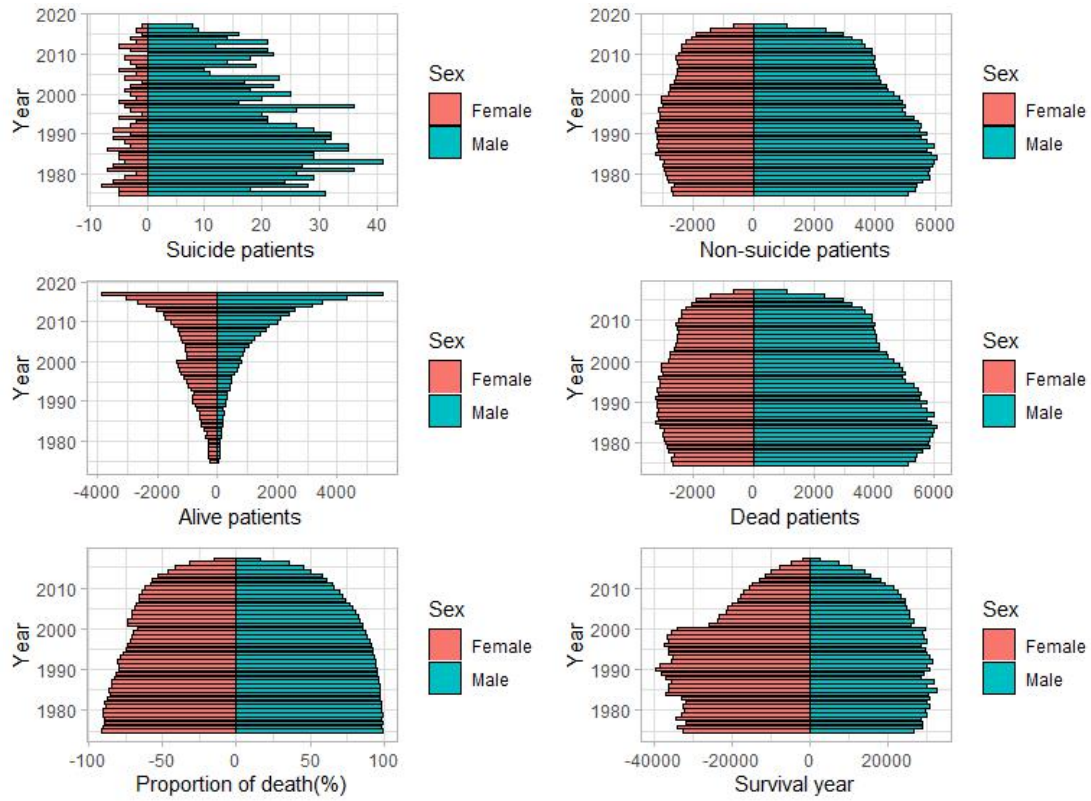 2020
2010
2000
1990
1980
Year
-10 0 10 20 30 40
Suicide patients
Sex
Female
Male
2020
2010
2000
1990
1980
Year
-2000 0 2000 4000 6000
Non-suicide patients
Sex
Female
Male
2020
2010
2000
1990
1980
Year
-4000 -2000 0 2000 4000
Alive patients
Sex
Female
Male
2020
2010
2000
1990
1980
Year
-2000 0 2000 4000 6000
Dead patients
Sex
Female
Male
2010
2000
1990
1980
Year
-100 -50 0 50 100
Proportion of death(%)
Sex
Female
Male
2010
2000
1990
1980
Year
-40000 -20000 0 20000
Survival year
Sex
Female
Male